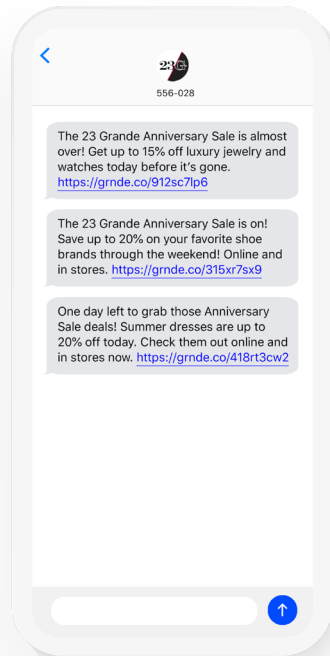 23 G
556-028
The 23 Grande Anniversary Sale is almost
over! Get up to 15% off luxury jewelry and
watches today before it's gone.
https://grnde.co/912sc7lp6
The 23 Grande Anniversary Sale is on!
Save up to 20% on your favorite shoe
brands through the weekend! Online and
in stores. https://grnde.co/315xr7sx9
One day left to grab those Anniversary
Sale deals! Summer dresses are up to
20% off today. Check them out online and
in stores now. https://grnde.co/418rt3cw2